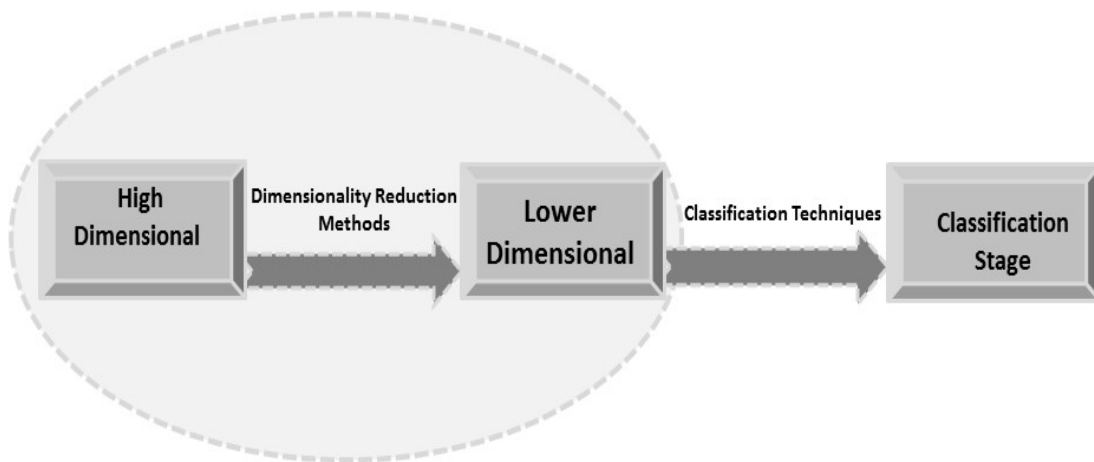 High
Dimensional
Dimensionality Reduction
Methods
Lower
Dimensional
Classification Techniques
Classification
Stage